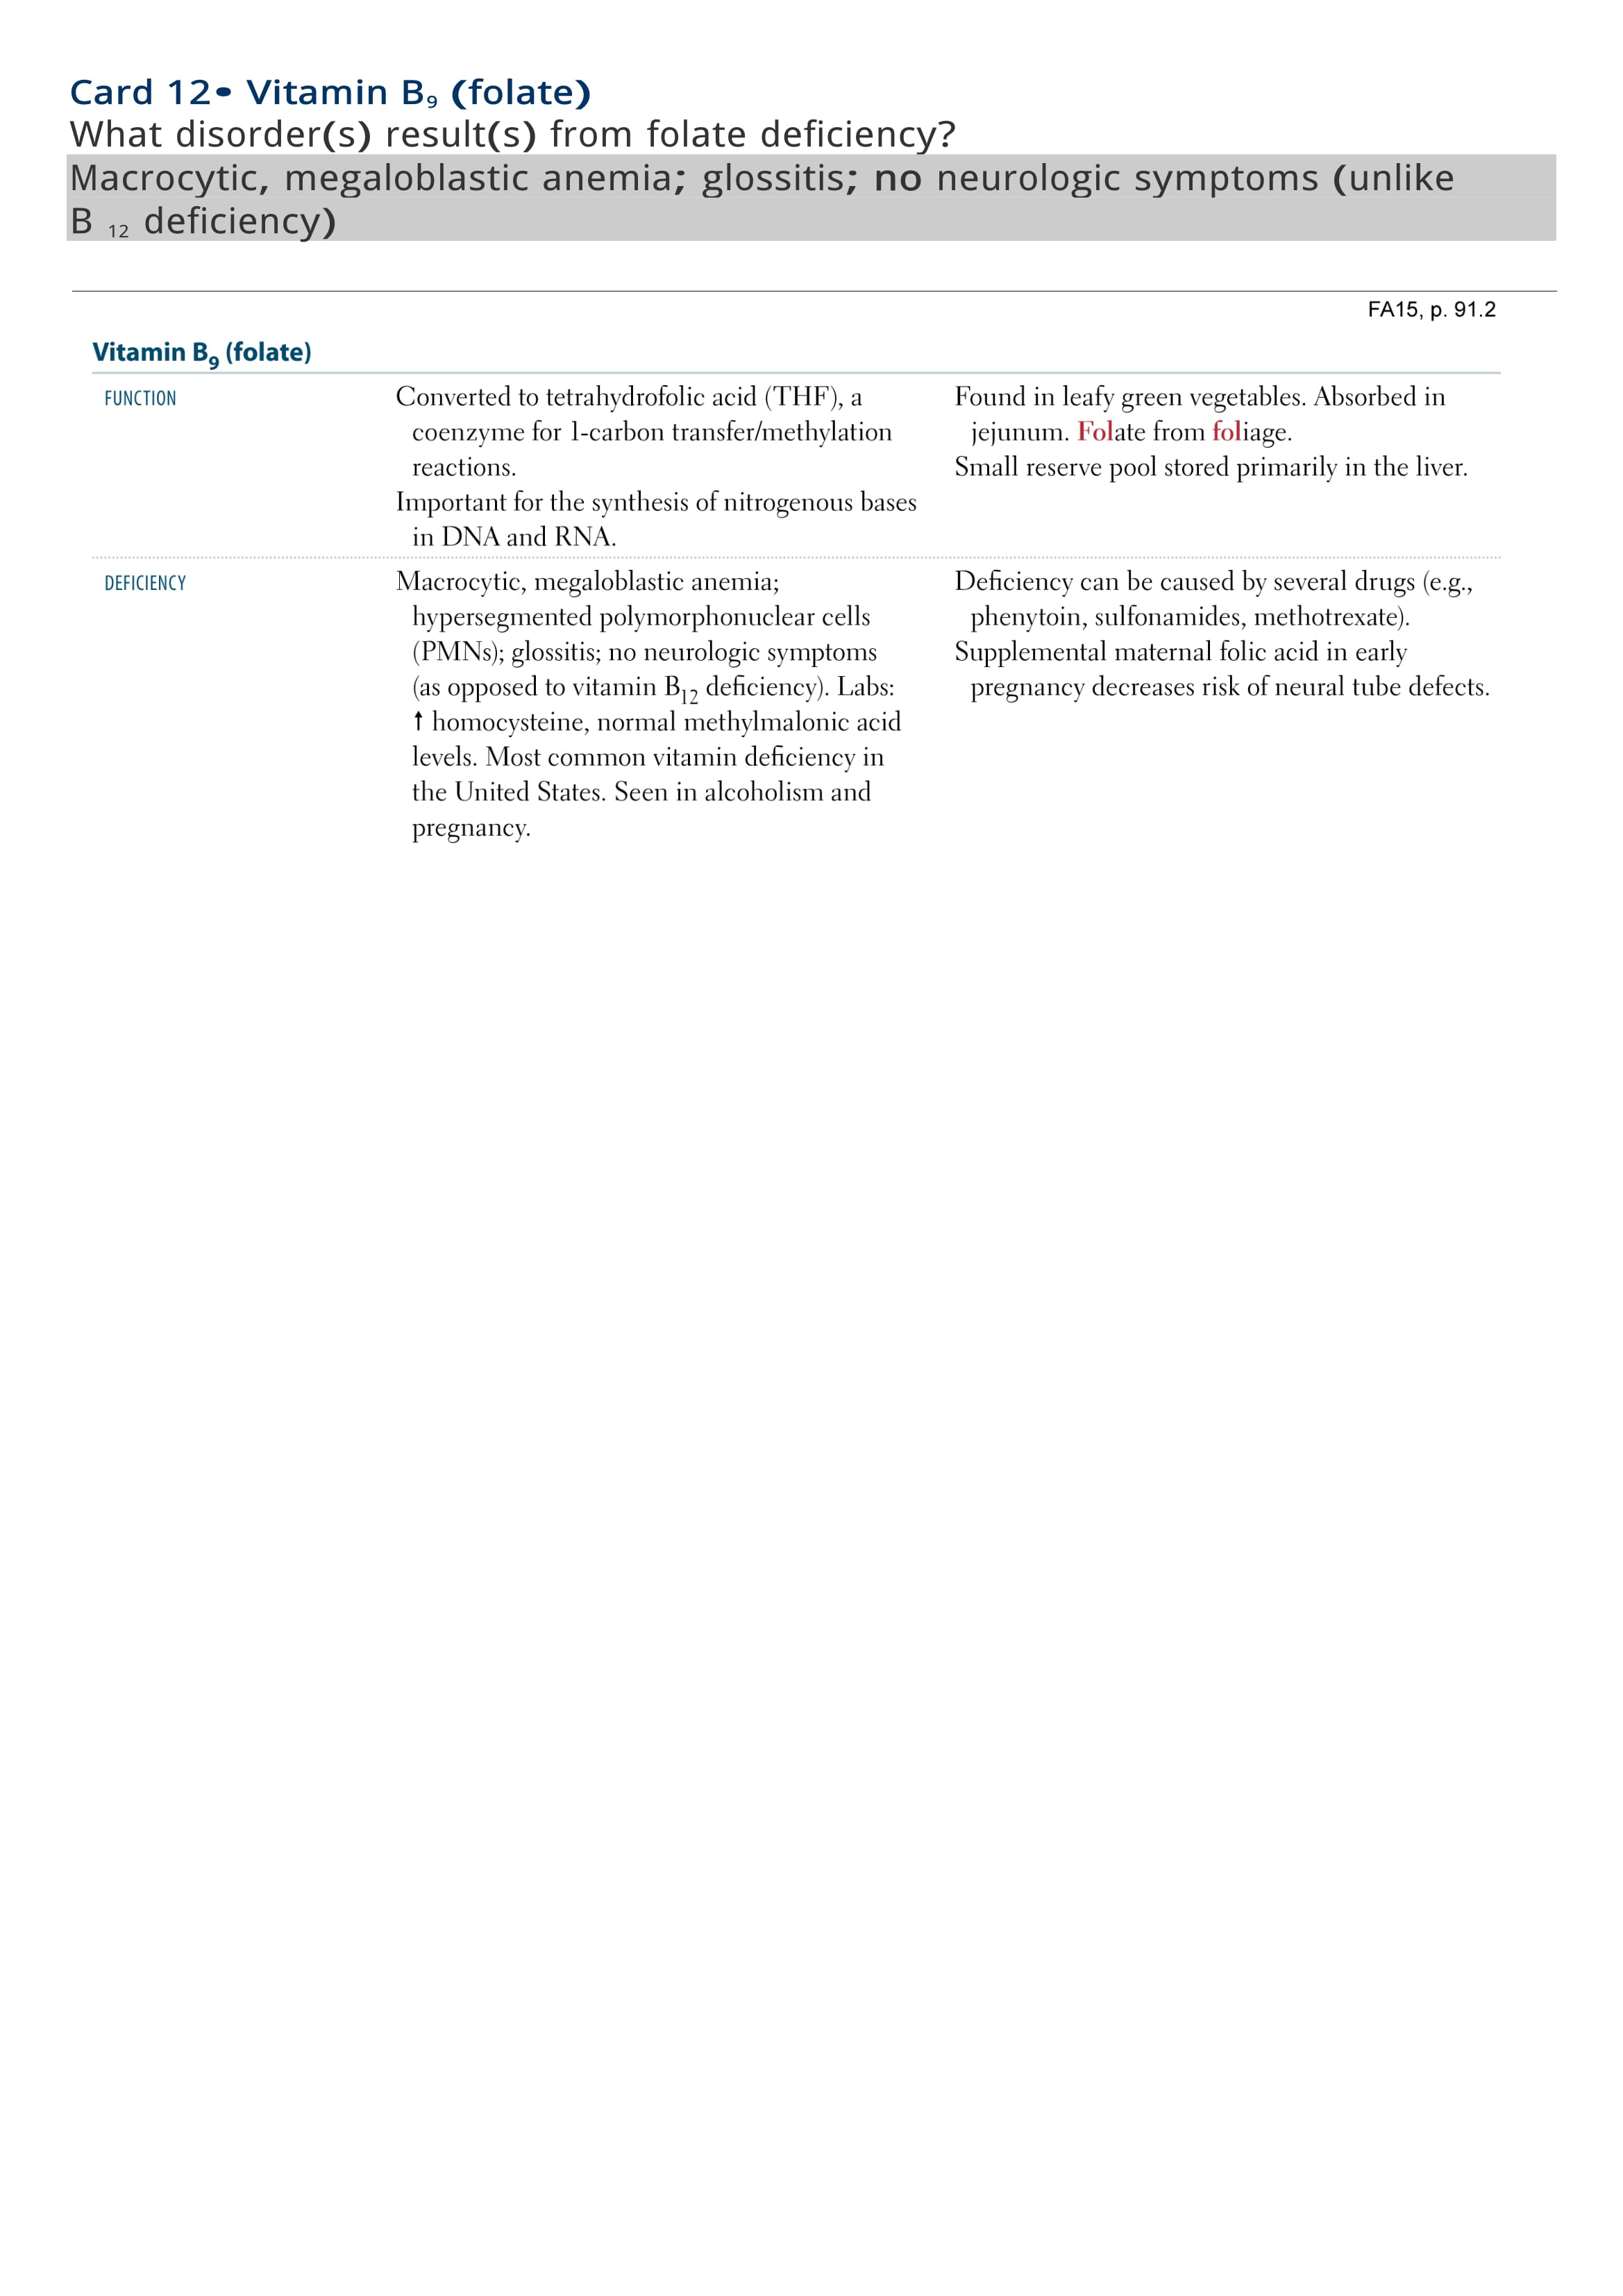 Card 12• Vitamin B₉ (folate)
What disorder(s) result(s) from folate deficiency?
Macrocytic, megaloblastic anemia; glossitis; no neurologic symptoms (unlike
B ₁₂ deficiency)
FA15, p. 91.2
Vitamin B₉ (folate)
FUNCTION
Converted to tetrahydrofolic acid (THF), a
coenzyme for 1-carbon transfer/methylation
reactions.
Important for the synthesis of nitrogenous bases
in DNA and RNA.
Found in leafy green vegetables. Absorbed in
jejunum. Folate from foliage.
Small reserve pool stored primarily in the liver.
DEFICIENCY
Macrocytic, megaloblastic anemia;
hypersegmented polymorphonuclear cells
(PMNs); glossitis; no neurologic symptoms
(as opposed to vitamin B₁₂ deficiency). Labs:
↑ homocysteine, normal methylmalonic acid
levels. Most common vitamin deficiency in
the United States. Seen in alcoholism and
pregnancy.
Deficiency can be caused by several drugs (e.g.,
phenytoin, sulfonamides, methotrexate).
Supplemental maternal folic acid in early
pregnancy decreases risk of neural tube defects.